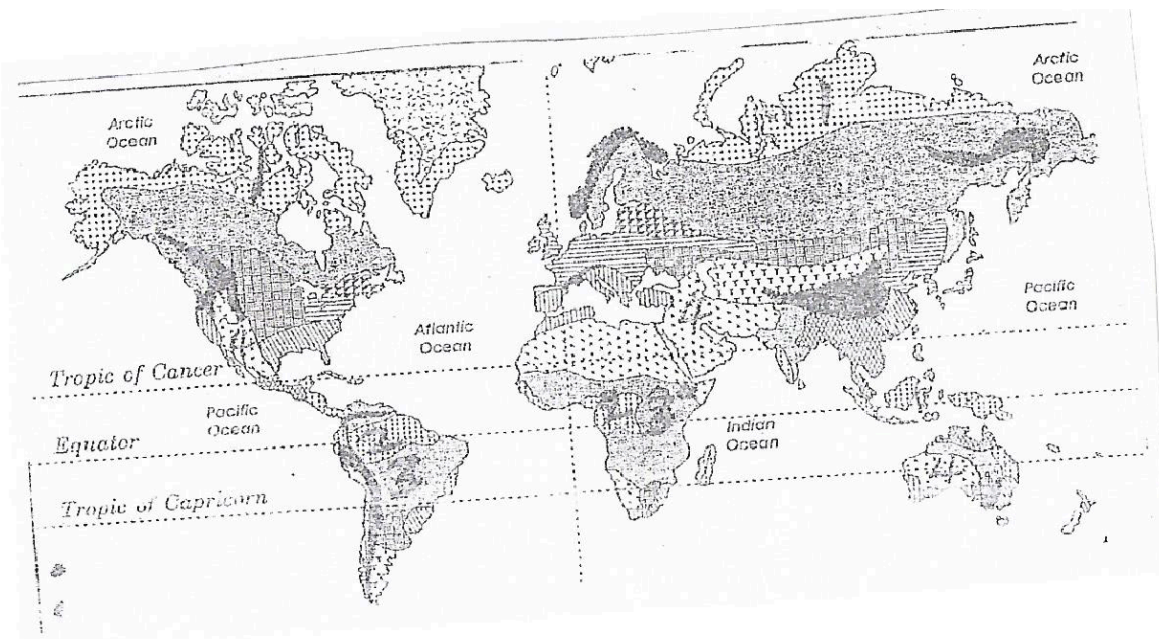 0°
Arctic
Ocean
Arctic
Ocean
Pacific
Ocean
Atlantic
Ocean
Tropic of Cancer
Pacific
Ocean
Indian
Ocean
Equator
Tropic of Capricorn